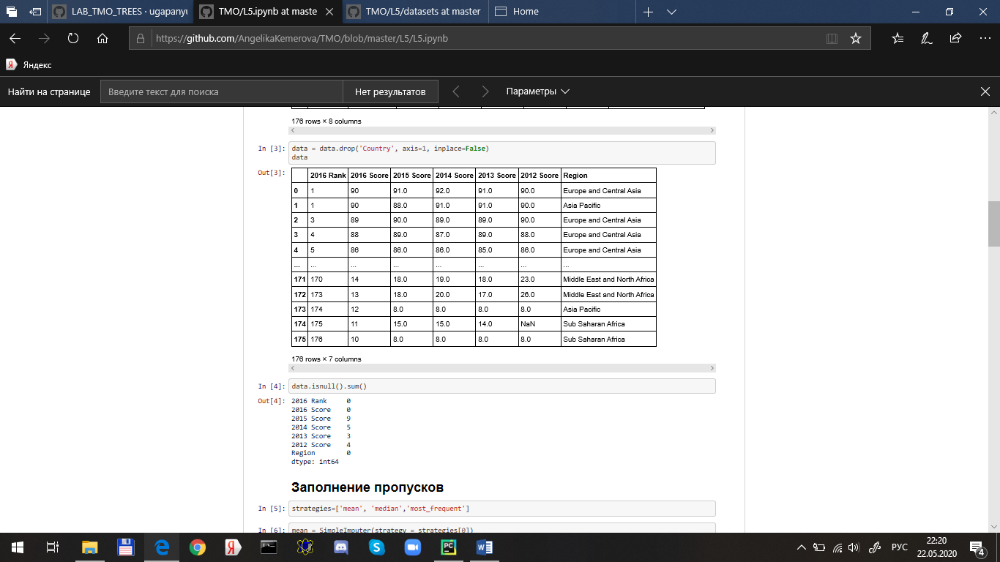 LAB_TMO_TREES · ugapanyu
TMO/L5.ipynb at maste
TMO/L5/datasets at master
Home
https://github.com/AngelikaKemerova/TMO/blob/master/L5/L5.ipynb
Яндекс
Найти на странице
Введите текст для поиска
Нет результатов
Параметры
176 rows × 8 columns
In [3]: data = data.drop('Country', axis=1, inplace=False)
data
Out[3]:
2016 Rank 2016 Score 2015 Score 2014 Score 2013 Score 2012 Score Region
0 1 90 91.0 92.0 91.0 90.0 Europe and Central Asia
1 1 90 88.0 91.0 91.0 90.0 Asia Pacific
2 3 89 90.0 89.0 89.0 90.0 Europe and Central Asia
3 4 88 89.0 87.0 89.0 88.0 Europe and Central Asia
4 5 86 86.0 86.0 85.0 86.0 Europe and Central Asia
... ... ... ... ... ... ... ...
171 170 14 18.0 19.0 18.0 23.0 Middle East and North Africa
172 173 13 18.0 20.0 17.0 26.0 Middle East and North Africa
173 174 12 8.0 8.0 8.0 8.0 Asia Pacific
174 175 11 15.0 15.0 14.0 NaN Sub Saharan Africa
175 176 10 8.0 8.0 8.0 8.0 Sub Saharan Africa
176 rows × 7 columns
In [4]: data.isnull().sum()
Out[4]: 2016 Rank 0
2016 Score 0
2015 Score 9
2014 Score 5
2013 Score 3
2012 Score 4
Region 0
dtype: int64
Заполнение пропусков
In [5]: strategies=['mean', 'median','most_frequent']
In [6]: mean = SimpleImputer(strategy = strategies[0])
РУС
22:20
22.05.2020
4